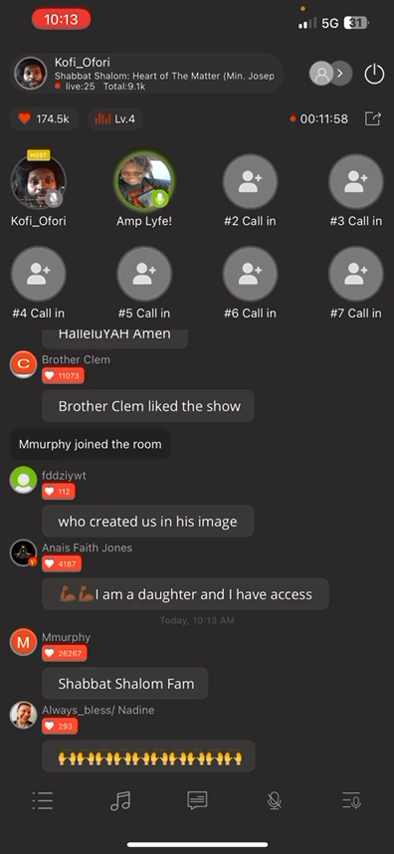 10:13
5G 31
Kofi_Ofori
Shabbat Shalom: Heart of The Matter (Min. Josep
live:25 Total:9.1k
174.5k
Lv.4
00:11:58
HOST
Kofi_Ofori
Amp Lyfe!
#2 Call in
#3 Call in
#4 Call in
#5 Call in
#6 Call in
#7 Call in
HalleluYAH Amen
C
Brother Clem
11073
Brother Clem liked the show
Mmurphy joined the room
fddziywt
112
who created us in his image
Anais Faith Jones
4187
💪🏾💪🏾I am a daughter and I have access
Today, 10:13 AM
M
Mmurphy
26267
Shabbat Shalom Fam
Always_bless/ Nadine
293